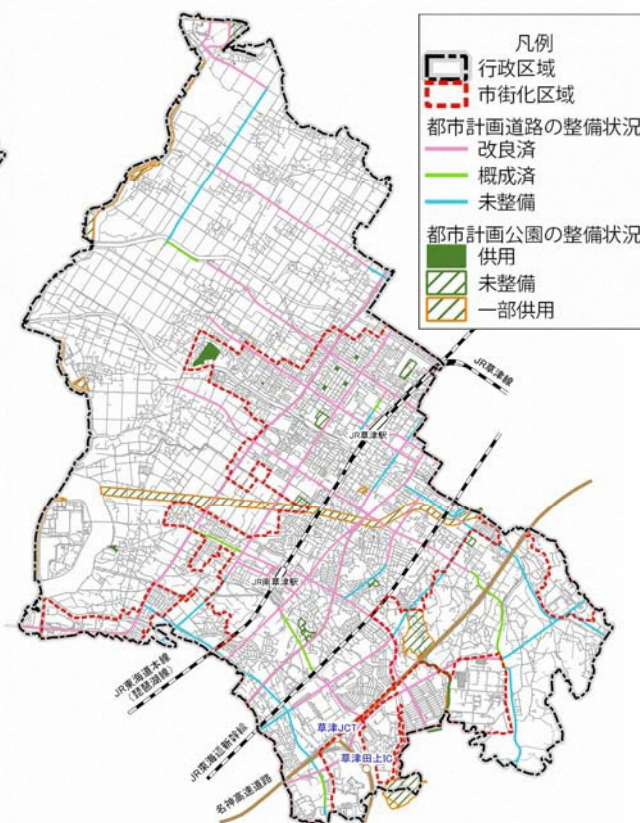 凡例
行政区域
市街化区域
都市計画道路の整備状況
改良済
概成済
未整備
都市計画公園の整備状況
供用
未整備
一部供用
JR草津線
JR草津駅
JR南草津駅
JR東海道本線
(琵琶湖線)
JR東海道新幹線
草津JCT
草津田上IC
名神高速道路